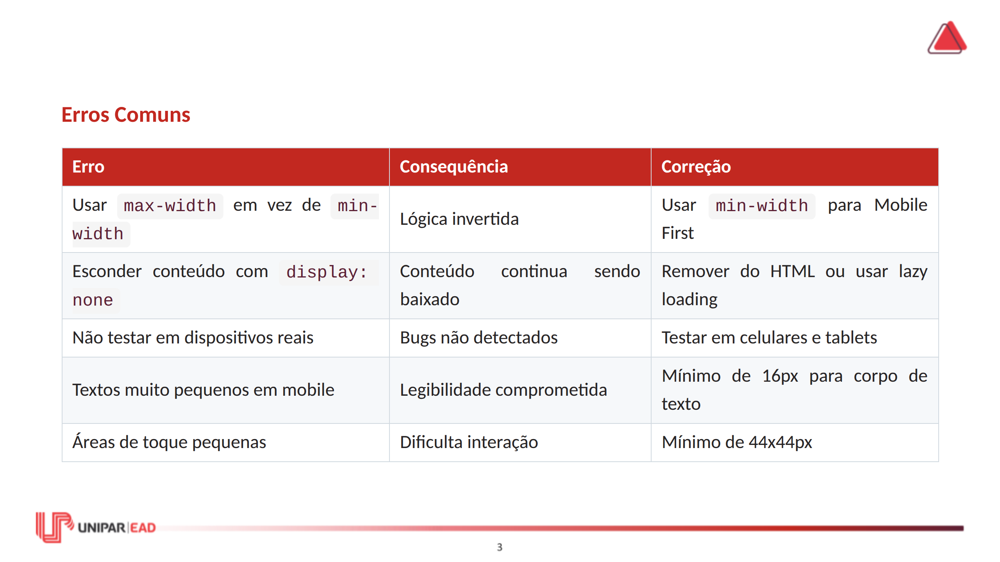 Erros Comuns
Erro Consequência Correção
Usar max-width em vez de min-
width
Lógica invertida
Usar min-width para Mobile
First
Esconder conteúdo com display:
none
Conteúdo continua sendo
baixado
Remover do HTML ou usar lazy
loading
Não testar em dispositivos reais
Bugs não detectados
Testar em celulares e tablets
Textos muito pequenos em mobile
Legibilidade comprometida
Mínimo de 16px para corpo de
texto
Áreas de toque pequenas
Dificulta interação
Mínimo de 44x44px
UNIPAR|EAD
3